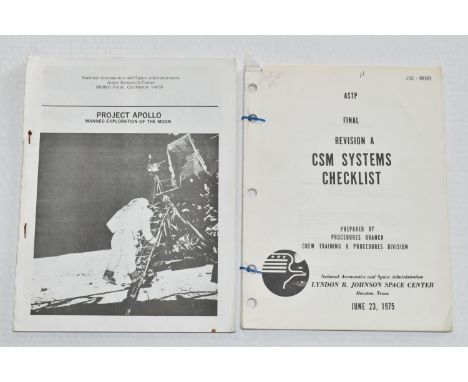 National Aeronautics and Space Administration
Ames Research Center
Moffett Field, California 94035
PROJECT APOLLO
MANNED EXPLORATION OF THE MOON
JSC - 09143
ASTP
FINAL
REVISION A
CSM SYSTEMS
CHECKLIST
PREPARED BY
PROCEDURES BRANCH
CREW TRAINING & PROCEDURES DIVISION
National Aeronautics and Space Administration
LYNDON B. JOHNSON SPACE CENTER
Houston, Texas
JUNE 23, 1975